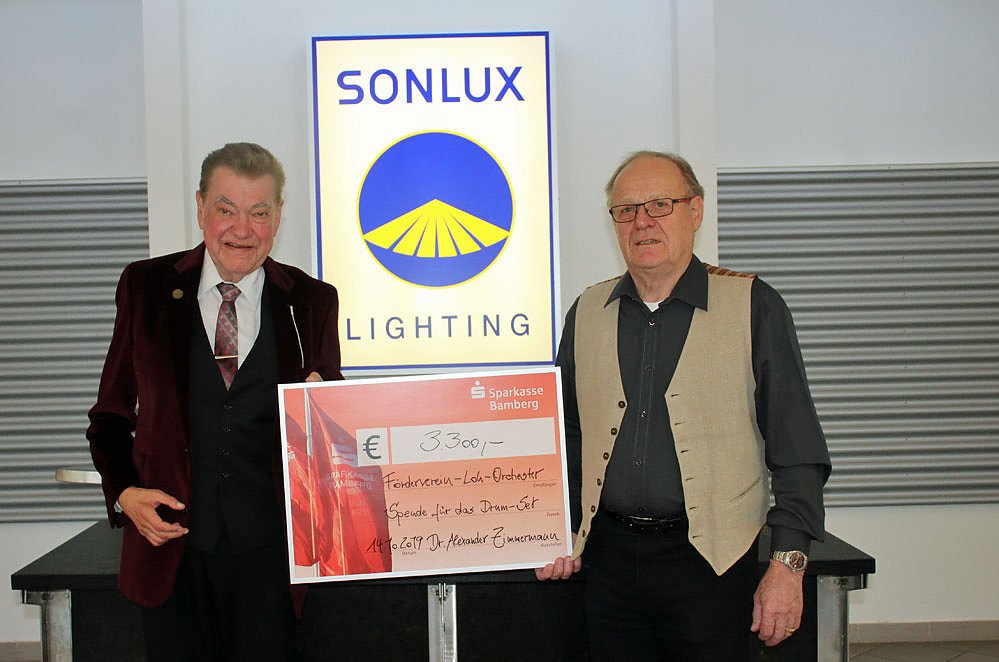 SONLUX
LIGHTING
Sparkasse
Bamberg
€ 3.300,-
SPARKASSE
BAMBERG
Förderverein-Loh-Orchester
Empfänger
Spende für das Drum-Set
Zweck
14.10.2019 Dr. Alexander Zimmermann
Datum Aussteller